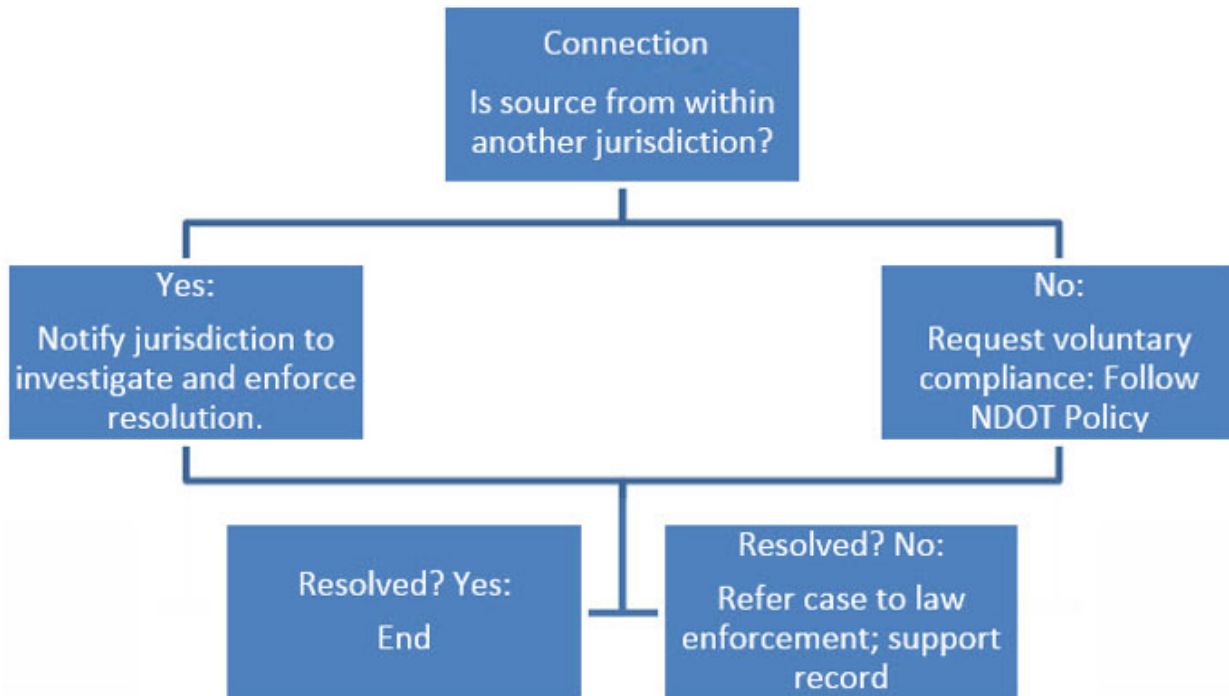 Connection
Is source from within
another jurisdiction?
Yes:
Notify jurisdiction to
investigate and enforce
resolution.
No:
Request voluntary
compliance: Follow
NDOT Policy
Resolved? Yes:
End
Resolved? No:
Refer case to law
enforcement; support
record